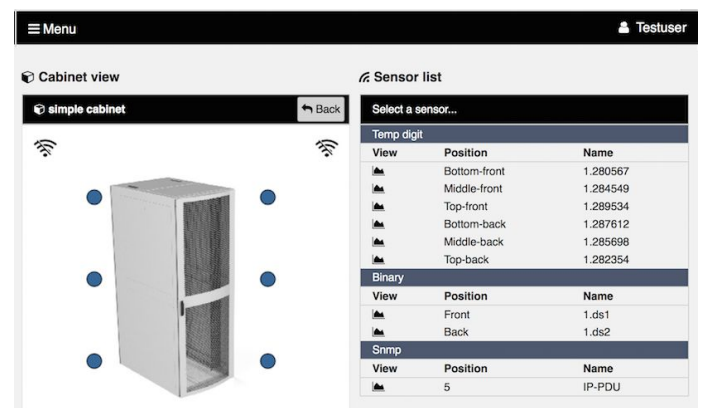 Menu
Testuser
Cabinet view
simple cabinet
Back
Sensor list
Select a sensor...
Temp digit
View Position Name
Bottom-front 1.280567
Middle-front 1.284549
Top-front 1.289534
Bottom-back 1.287612
Middle-back 1.285698
Top-back 1.282354
Binary
View Position Name
Front 1.ds1
Back 1.ds2
Snmp
View Position Name
5 IP-PDU